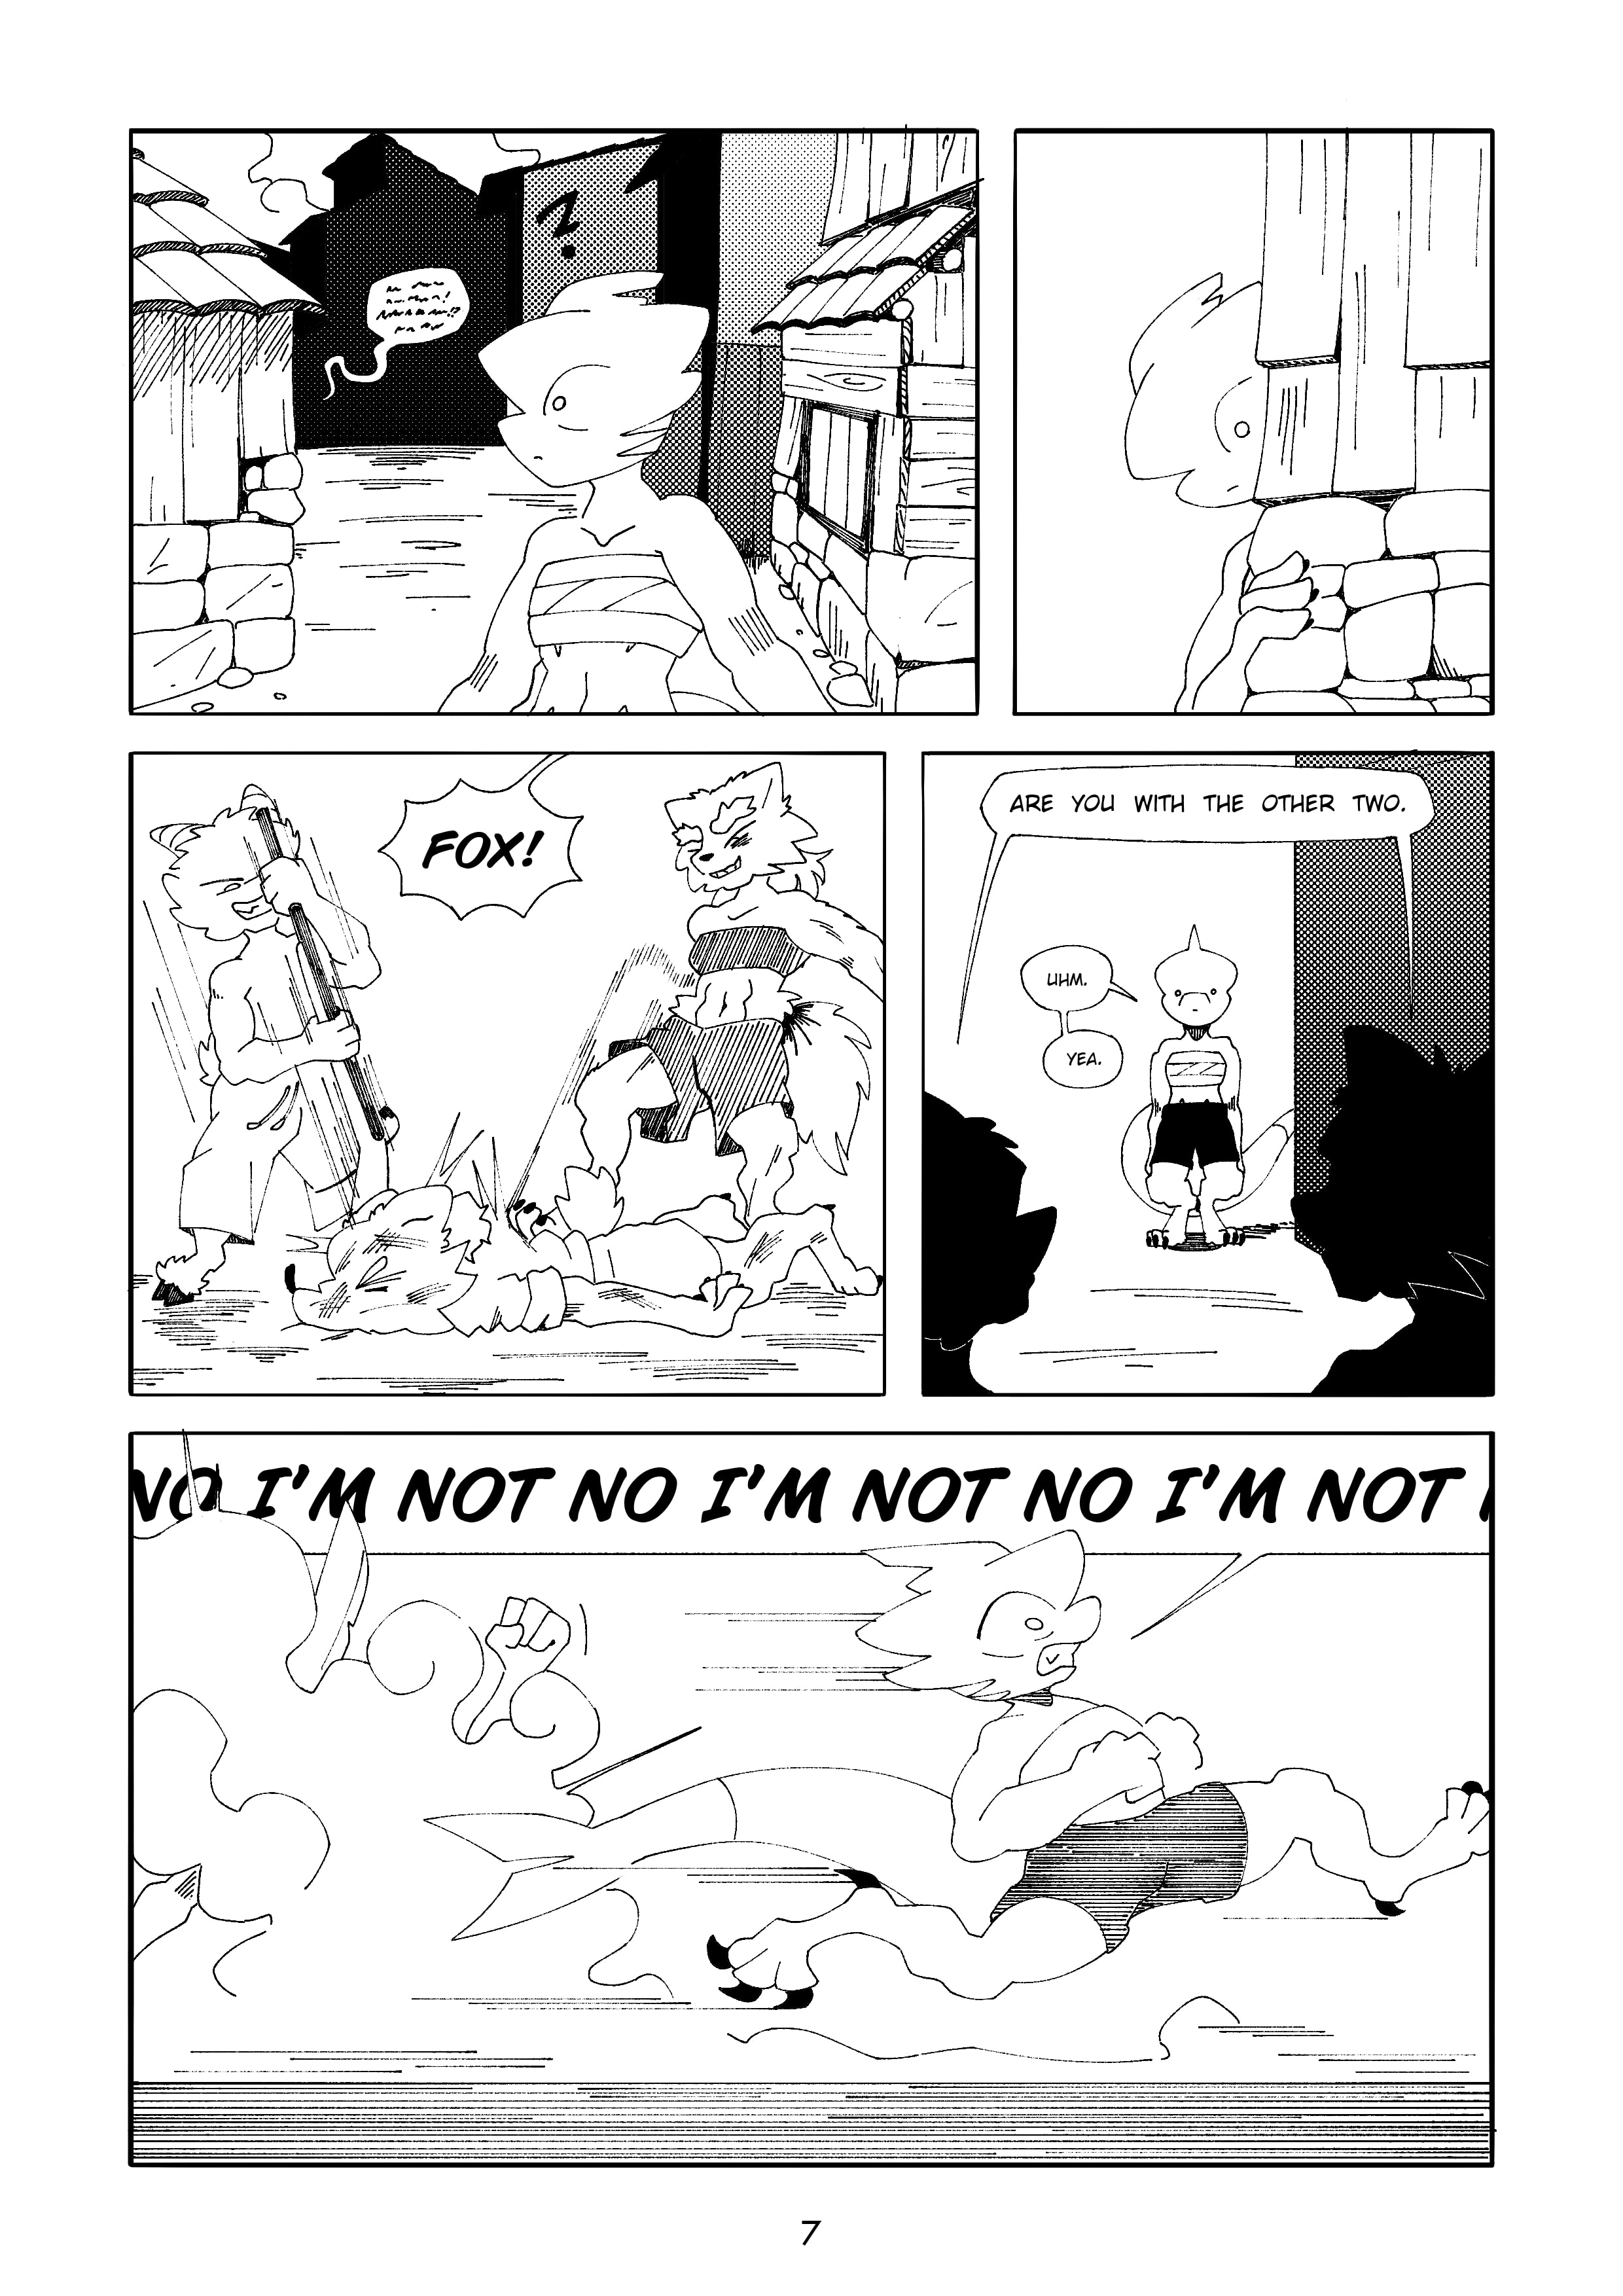 ?
FOX!
ARE YOU WITH THE OTHER TWO.
UHM.
YEA.
NO I'M NOT NO I'M NOT NO I'M NOT
7